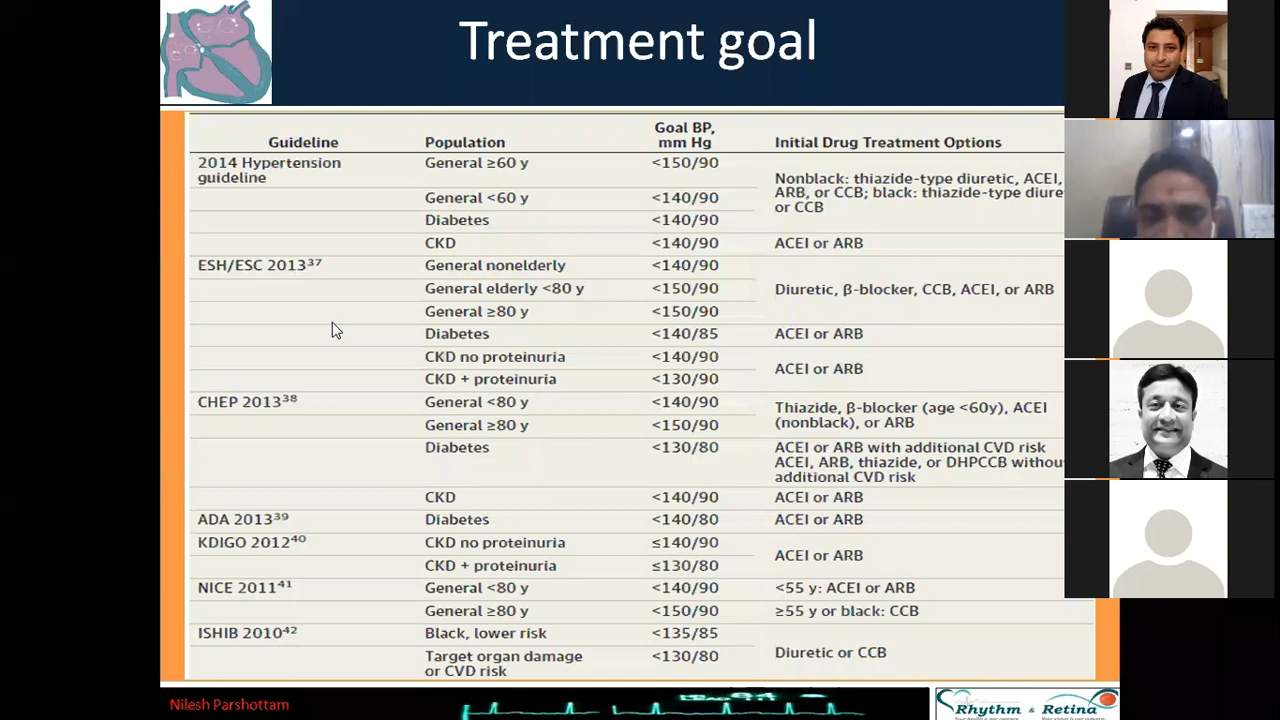 Treatment goal
Guideline Population Goal BP, mm Hg Initial Drug Treatment Options
2014 Hypertension guideline General ≥60 y <150/90 Nonblack: thiazide-type diuretic, ACEI,
ARB, or CCB; black: thiazide-type diure
or CCB
General <60 y <140/90
Diabetes <140/90
CKD <140/90 ACEI or ARB
ESH/ESC 2013³⁷ General nonelderly <140/90 Diuretic, β-blocker, CCB, ACEI, or ARB
General elderly <80 y <150/90
General ≥80 y <150/90
Diabetes <140/85 ACEI or ARB
CKD no proteinuria <140/90 ACEI or ARB
CKD + proteinuria <130/90
CHEP 2013³⁸ General <80 y <140/90 Thiazide, β-blocker (age <60y), ACEI
(nonblack), or ARB
General ≥80 y <150/90
Diabetes <130/80 ACEI or ARB with additional CVD risk
ACEI, ARB, thiazide, or DHPCCB withou
additional CVD risk
CKD <140/90 ACEI or ARB
ADA 2013³⁹ Diabetes <140/80 ACEI or ARB
KDIGO 2012⁴⁰ CKD no proteinuria ≤140/90 ACEI or ARB
CKD + proteinuria ≤130/80
NICE 2011⁴¹ General <80 y <140/90 <55 y: ACEI or ARB
General ≥80 y <150/90 ≥55 y or black: CCB
ISHIB 2010⁴² Black, lower risk <135/85 Diuretic or CCB
Target organ damage or CVD risk <130/80
Nilesh Parshottam
Rhythm & Retina